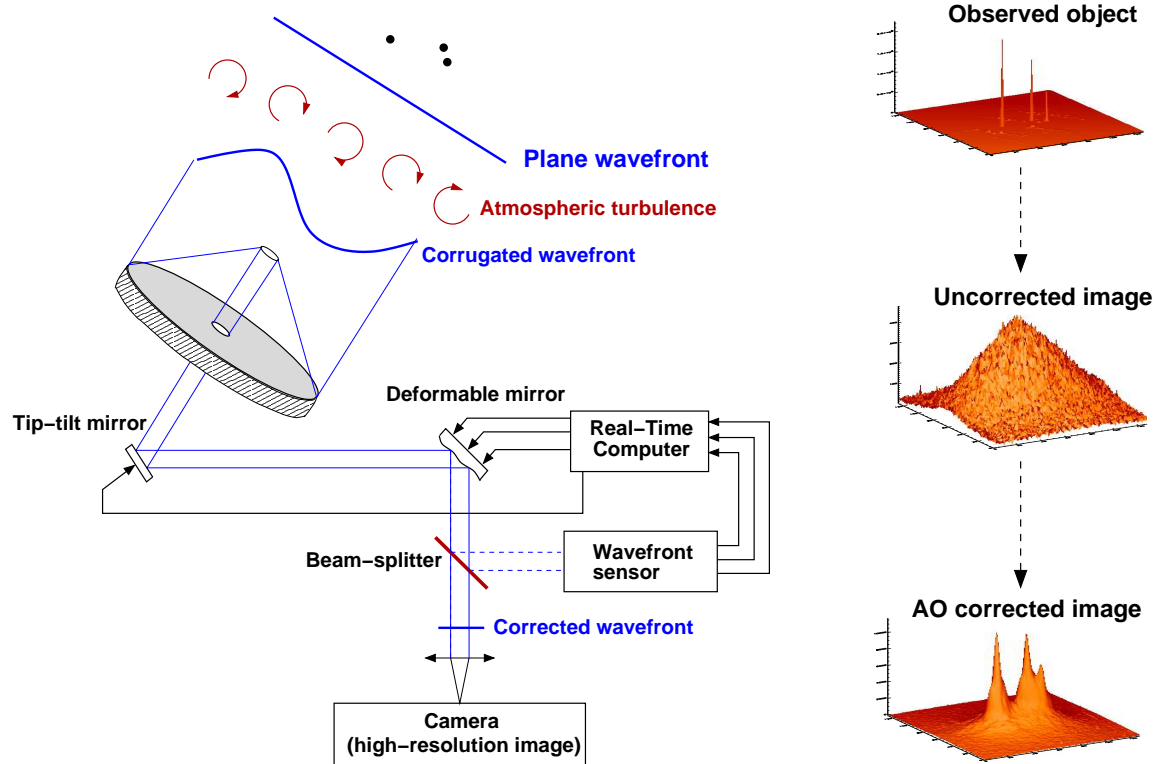 Observed object
Plane wavefront
Atmospheric turbulence
Corrugated wavefront
Uncorrected image
Deformable mirror
Tip−tilt mirror
Real−Time
Computer
Beam−splitter
Wavefront
sensor
AO corrected image
Corrected wavefront
Camera
(high−resolution image)